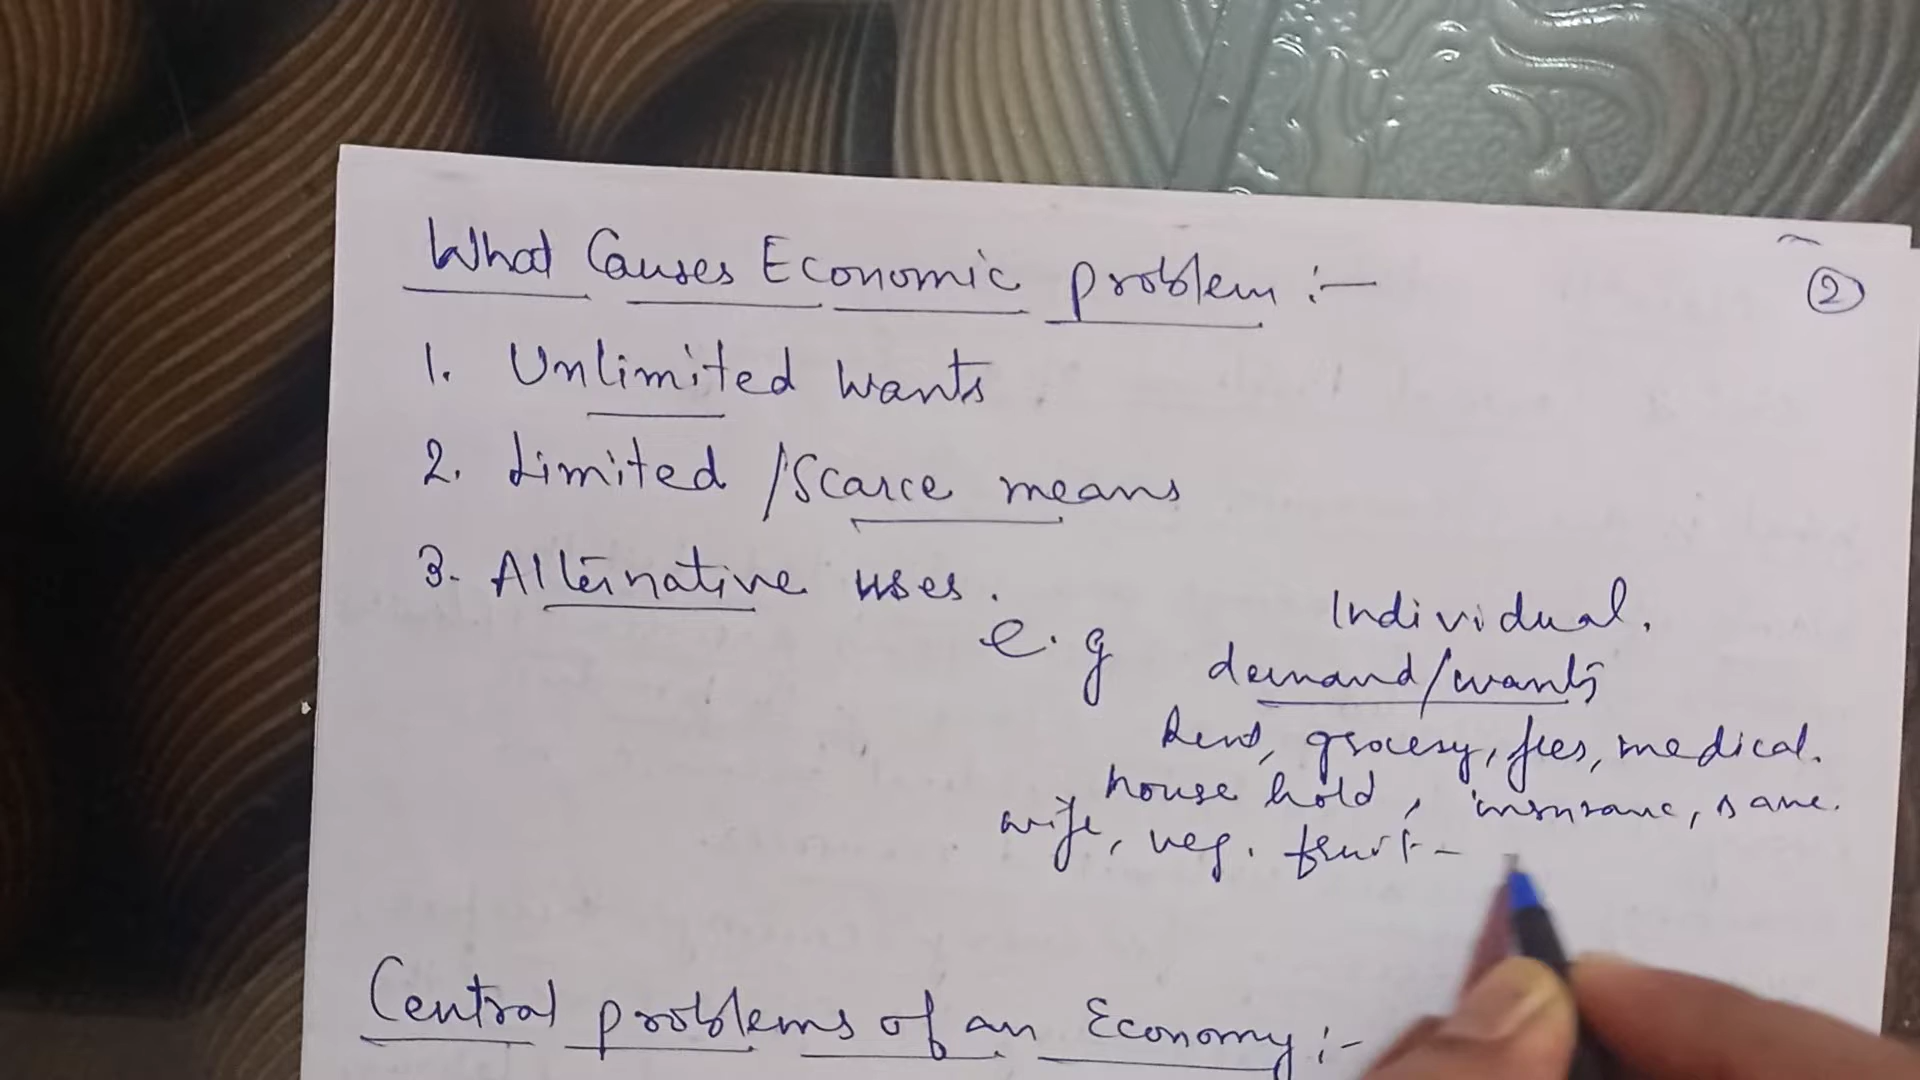 What Causes Economic problem :-
②
1. Unlimited wants
2. Limited / Scarce means
3- Alternative uses.
e.g
Individual.
demand/wants
Rent, grocery, fees, medical.
house hold, insurance, save.
wife, veg. fruit -
Central problems of an Economy :-